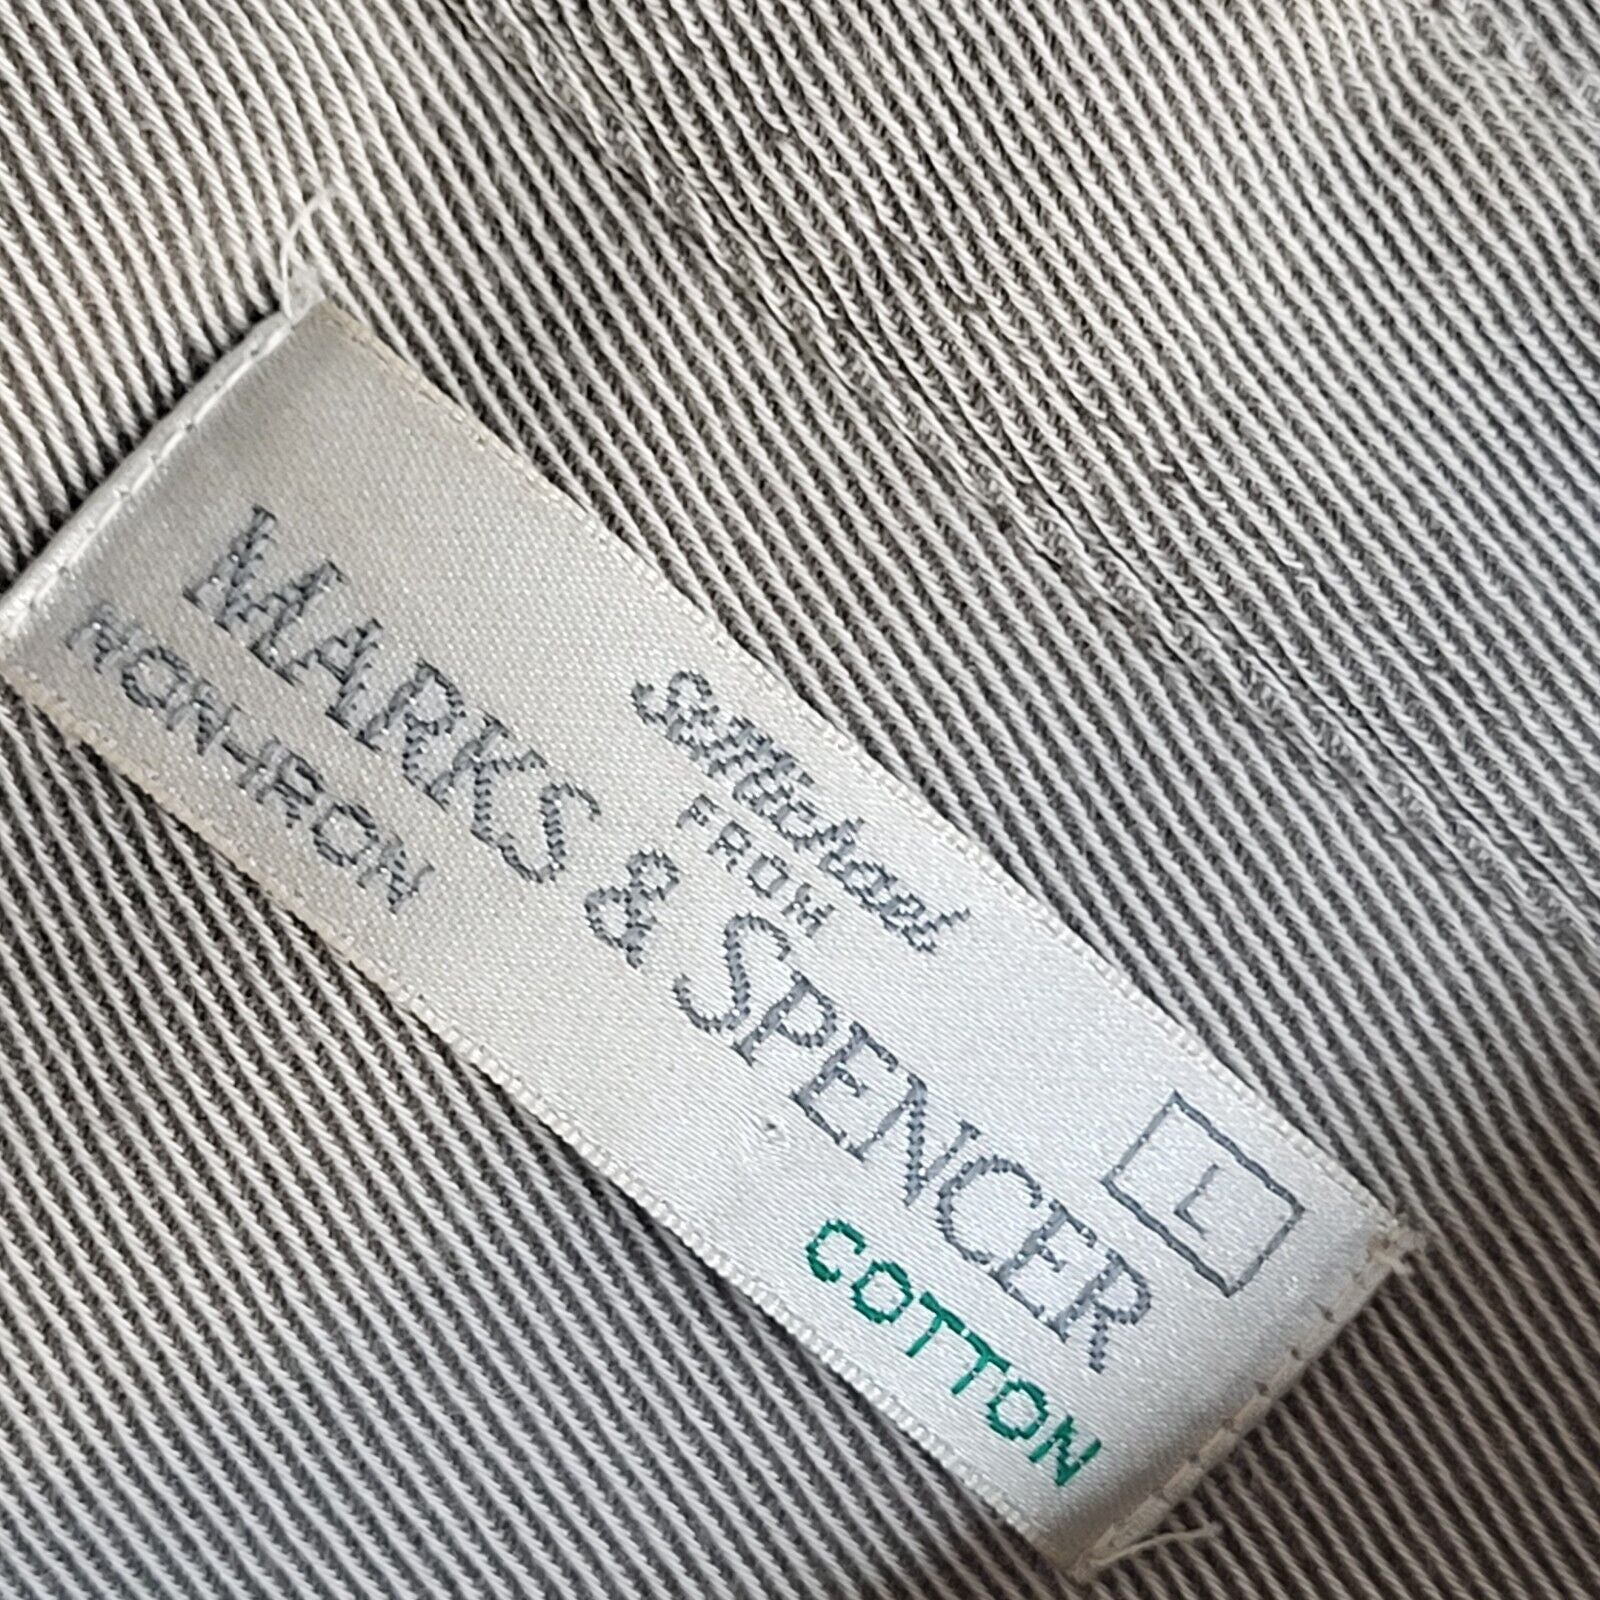 St Michael
FROM
MARKS & SPENCER
L
NON-IRON
COTTON